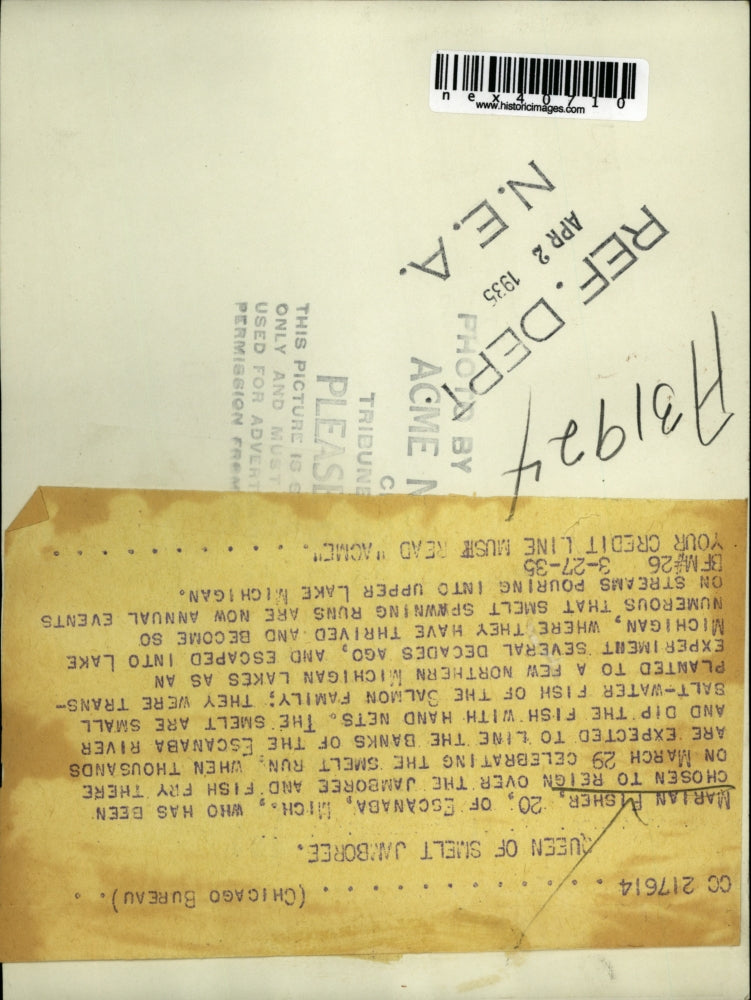 nex40710
www.historicimages.com
REF. DEPT.
APR 2 1935
N.E.A.
A31924
PHOTO BY
ACME N
C
TRIBUNE
PLEAS
THIS PICTURE IS S
ONLY AND MUST
USED FOR ADVERT
PERMISSION FROM
CC 217614 . . . . . . . . . . . . . (CHICAGO BUREAU). . .
QUEEN OF SMELT JAMBOREE.
MARIAN FISHER, 20, OF ESCANABA, MICH., WHO HAS BEEN
CHOSEN TO REIGN OVER THE JAMBOREE AND FISH FRY THERE
ON MARCH 29 CELEBRATING THE SMELT RUN, WHEN THOUSANDS
ARE EXPECTED TO LINE THE BANKS OF THE ESCANABA RIVER
AND DIP THE FISH WITH HAND NETS. THE SMELT ARE SMALL
SALT-WATER FISH OF THE SALMON FAMILY; THEY WERE TRANS-
PLANTED TO A FEW NORTHERN MICHIGAN LAKES AS AN
EXPERIMENT SEVERAL DECADES AGO, AND ESCAPED INTO LAKE
MICHIGAN, WHERE THEY HAVE THRIVED AND BECOME SO
NUMEROUS THAT SMELT SPAWNING RUNS ARE NOW ANNUAL EVENTS
ON STREAMS POURING INTO UPPER LAKE MICHIGAN.
BFM#26 3-27-35
YOUR CREDIT LINE MUST READ "ACME". . . . . . . . . . . .